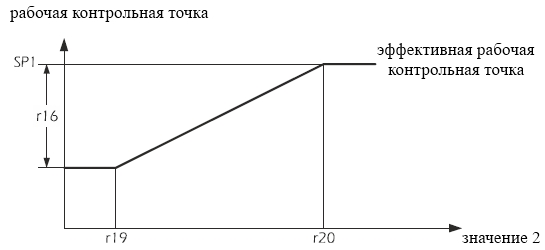 рабочая контрольная точка
SP1
эффективная рабочая
контрольная точка
r16
r19
r20
значение 2